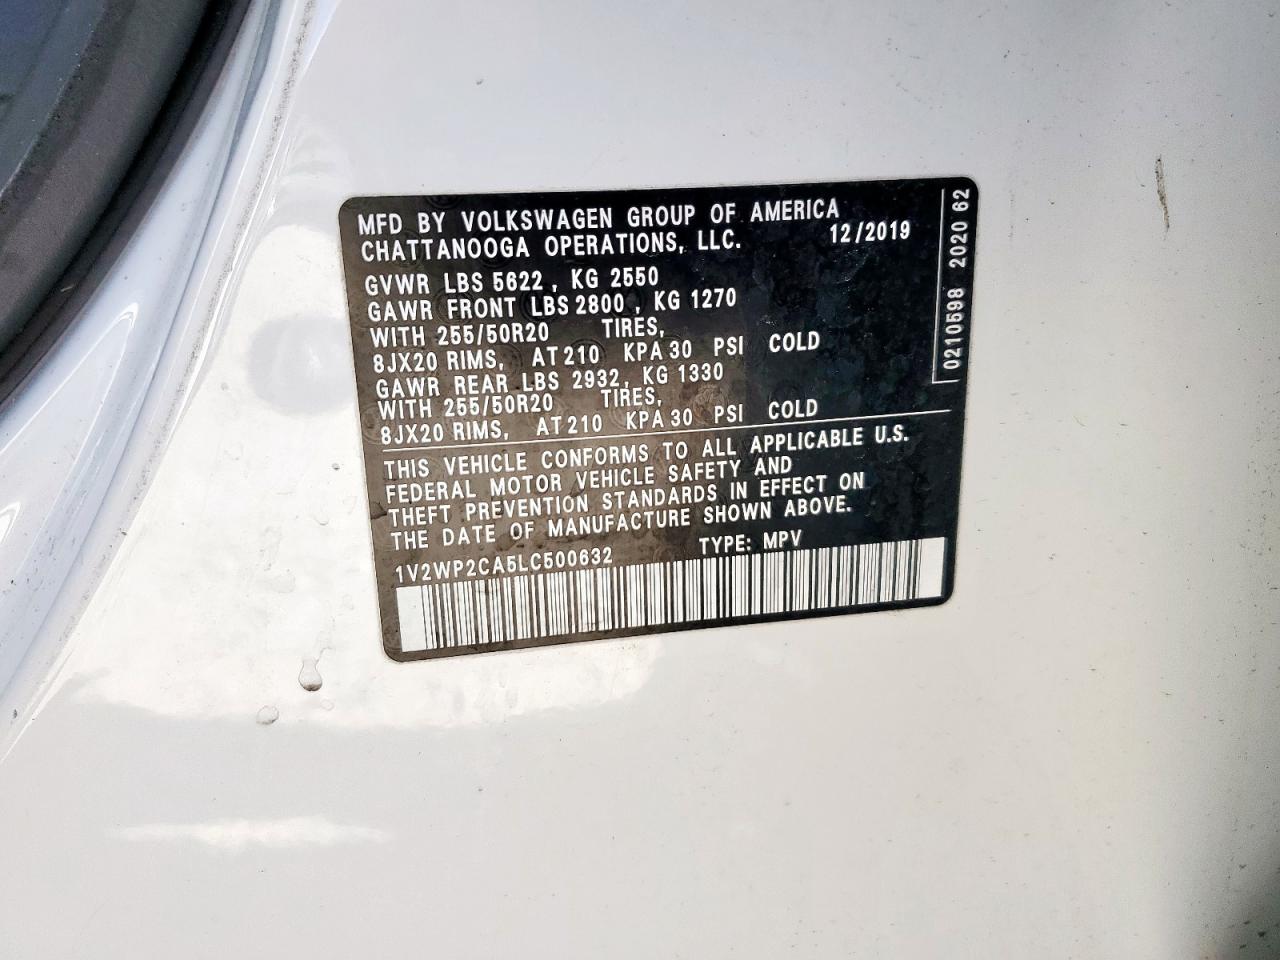 MFD BY VOLKSWAGEN GROUP OF AMERICA
CHATTANOOGA OPERATIONS, LLC. 12/2019
GVWR LBS 5622 , KG 2550
GAWR FRONT LBS 2800 , KG 1270
WITH 255/50R20 TIRES,
8JX20 RIMS, AT 210 KPA 30 PSI COLD
GAWR REAR LBS 2932, KG 1330
WITH 255/50R20 TIRES,
8JX20 RIMS, AT 210 KPA 30 PSI COLD
THIS VEHICLE CONFORMS TO ALL APPLICABLE U.S.
FEDERAL MOTOR VEHICLE SAFETY AND
THEFT PREVENTION STANDARDS IN EFFECT ON
THE DATE OF MANUFACTURE SHOWN ABOVE.
1V2WP2CA5LC500632 TYPE: MPV
0210598 2020 62